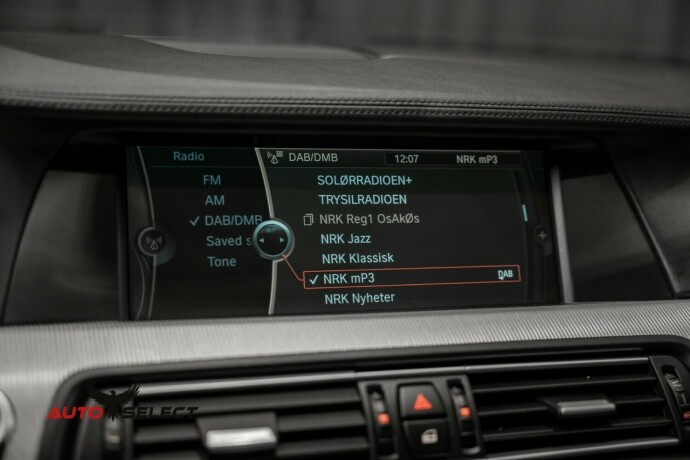 Radio
DAB/DMB 12:07 NRK mP3
FM
AM
DAB/DMB
Saved s
Tone
SOLØRRADIOEN+
TRYSILRADIOEN
NRK Reg1 OsAkØs
NRK Jazz
NRK Klassisk
NRK mP3 DAB
NRK Nyheter
AUTO SELECT